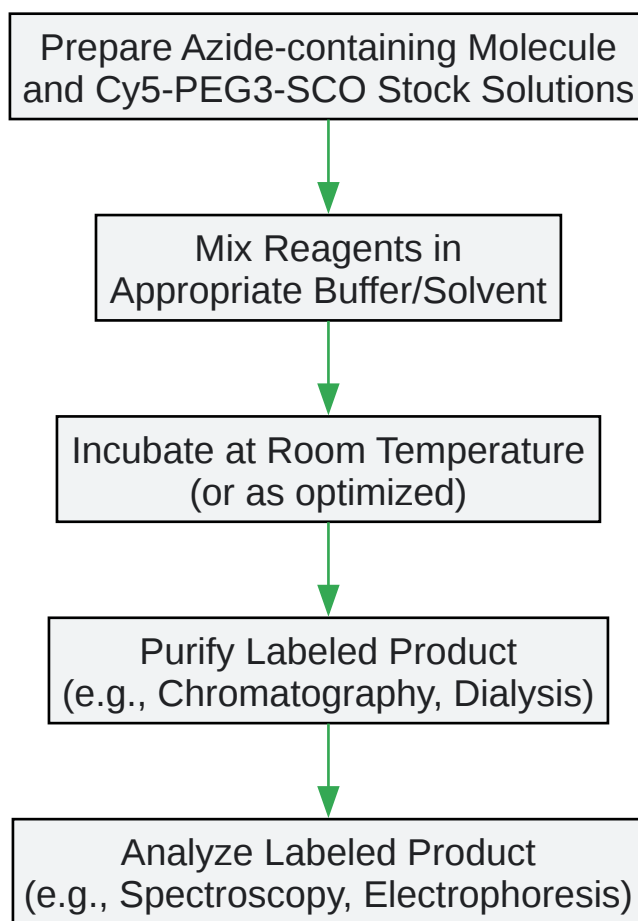 Prepare Azide-containing Molecule
and Cy5-PEG3-SCO Stock Solutions
Mix Reagents in
Appropriate Buffer/Solvent
Incubate at Room Temperature
(or as optimized)
Purify Labeled Product
(e.g., Chromatography, Dialysis)
Analyze Labeled Product
(e.g., Spectroscopy, Electrophoresis)